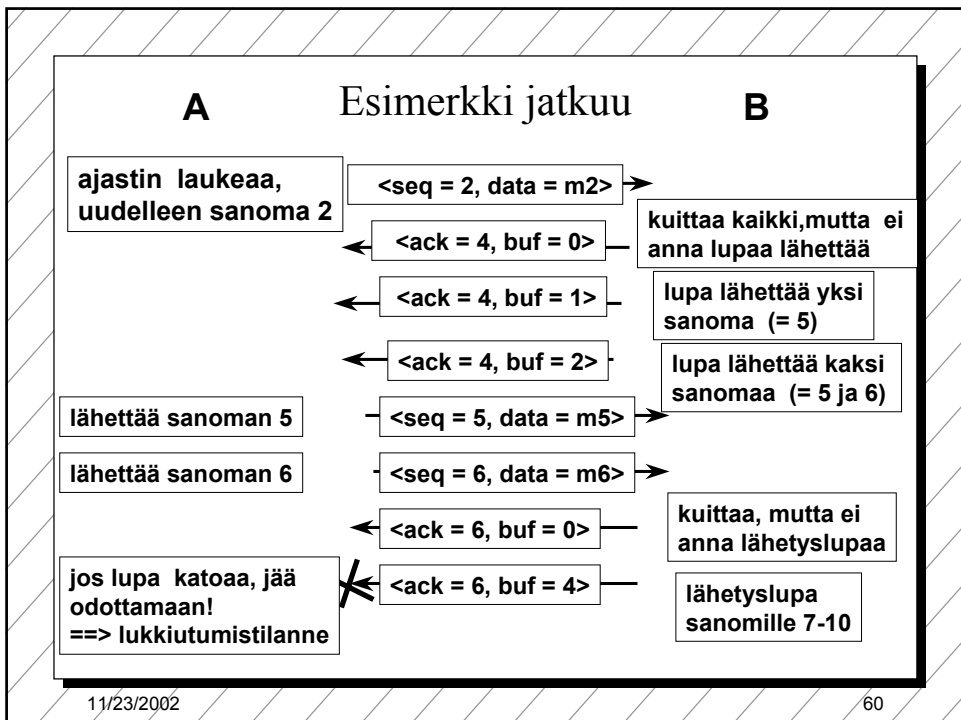 A
Esimerkki jatkuu
B
ajastin laukeaa,
uudelleen sanoma 2
<seq = 2, data = m2>
kuittaa kaikki,mutta ei
anna lupaa lähettää
<ack = 4, buf = 0>
<ack = 4, buf = 1>
lupa lähettää yksi
sanoma (= 5)
<ack = 4, buf = 2>
lupa lähettää kaksi
sanomaa (= 5 ja 6)
lähettää sanoman 5
<seq = 5, data = m5>
lähettää sanoman 6
<seq = 6, data = m6>
<ack = 6, buf = 0>
kuittaa, mutta ei
anna lähetyslupaa
jos lupa katoaa, jää
odottamaan!
==> lukkiutumistilanne
<ack = 6, buf = 4>
lähetyslupa
sanomille 7-10
11/23/2002
60